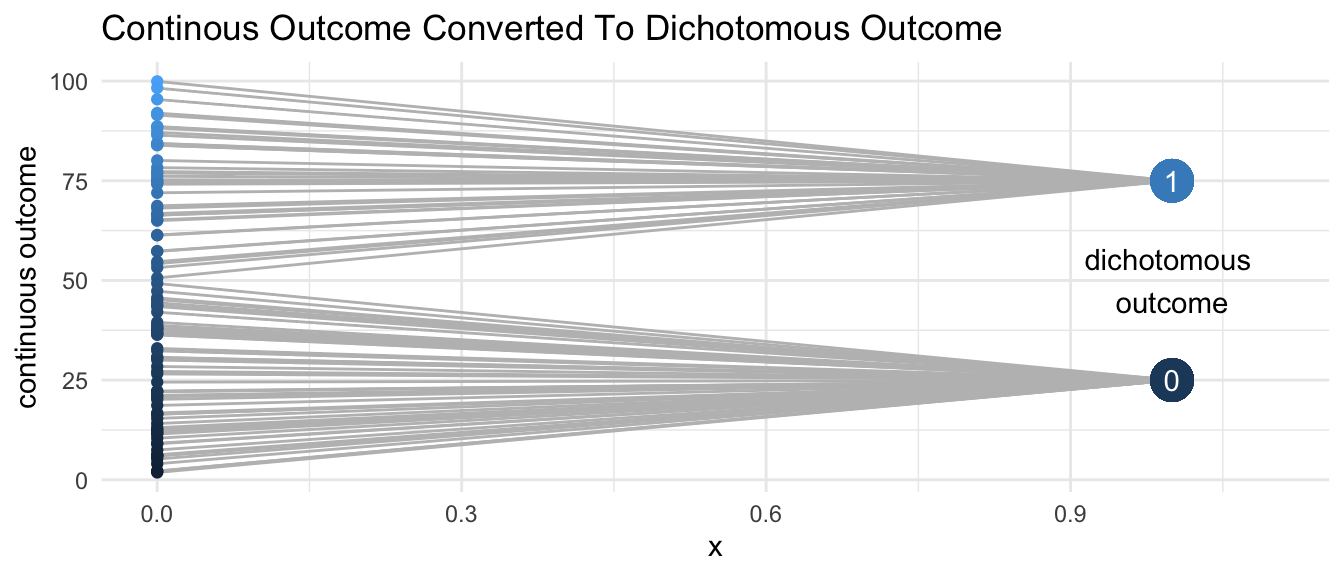 Continous Outcome Converted To Dichotomous Outcome
100
75
50
25
0
continuous outcome
1
dichotomous
outcome
0
0.0
0.3
0.6
0.9
x